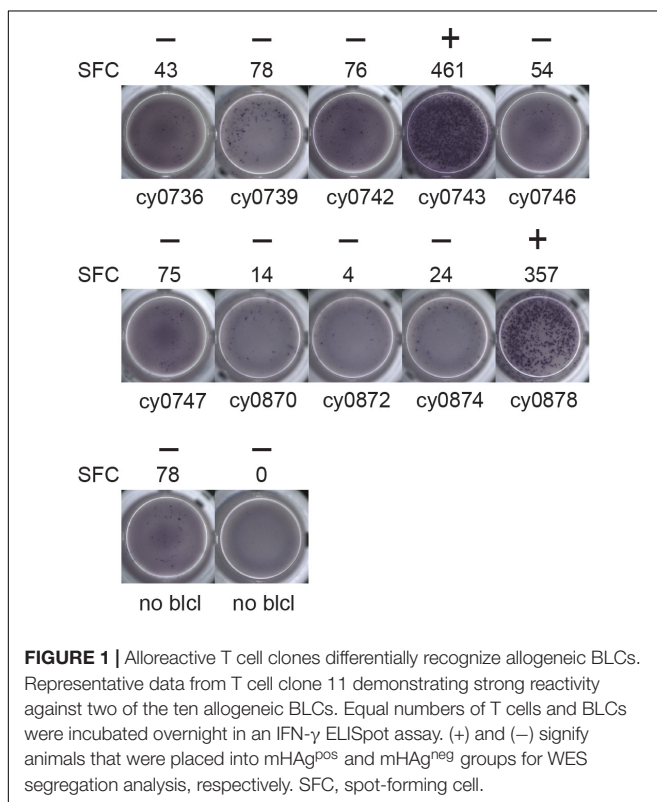 − − − + −
SFC 43 78 76 461 54
cy0736 cy0739 cy0742 cy0743 cy0746
− − − − +
75 14 4 24 357
cy0747 cy0870 cy0872 cy0874 cy0878
− −
SFC 78 0
no blcl no blcl
FIGURE 1 | Alloreactive T cell clones differentially recognize allogeneic BLCs.
Representative data from T cell clone 11 demonstrating strong reactivity
against two of the ten allogeneic BLCs. Equal numbers of T cells and BLCs
were incubated overnight in an IFN-γ ELISpot assay. (+) and (−) signify
animals that were placed into mHAg^pos and mHAg^neg groups for WES
segregation analysis, respectively. SFC, spot-forming cell.